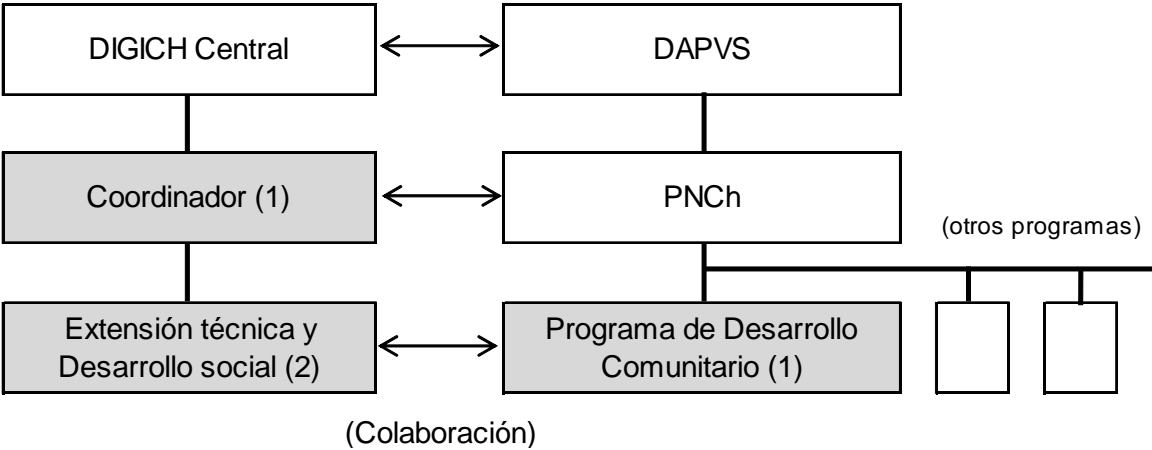 DIGICH Central
DAPVS
Coordinador (1)
PNCh
(otros programas)
Extensión técnica y
Desarrollo social (2)
Programa de Desarrollo
Comunitario (1)
(Colaboración)